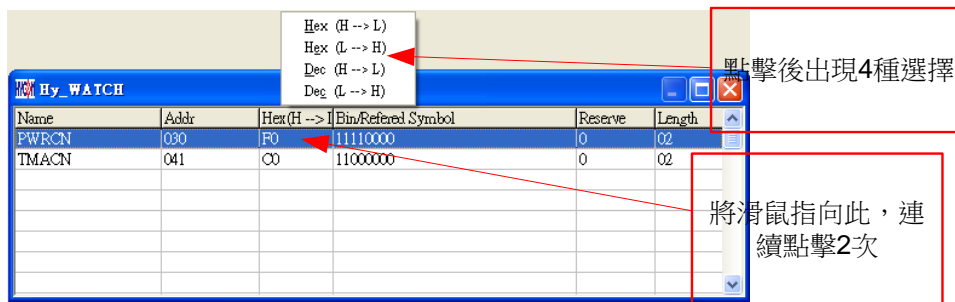 Hex (H --> L)
Hex (L --> H)
Dec (H --> L)
Dec (L --> H)
點擊後出現4種選擇
HCN Hy_WATCH
Name Addr Hex(H --> L Bin/Refered Symbol Reserve Length
PWRCN 030 F0 11110000 0 02
TMACN 041 C0 11000000 0 02
將滑鼠指向此，連
續點擊2次